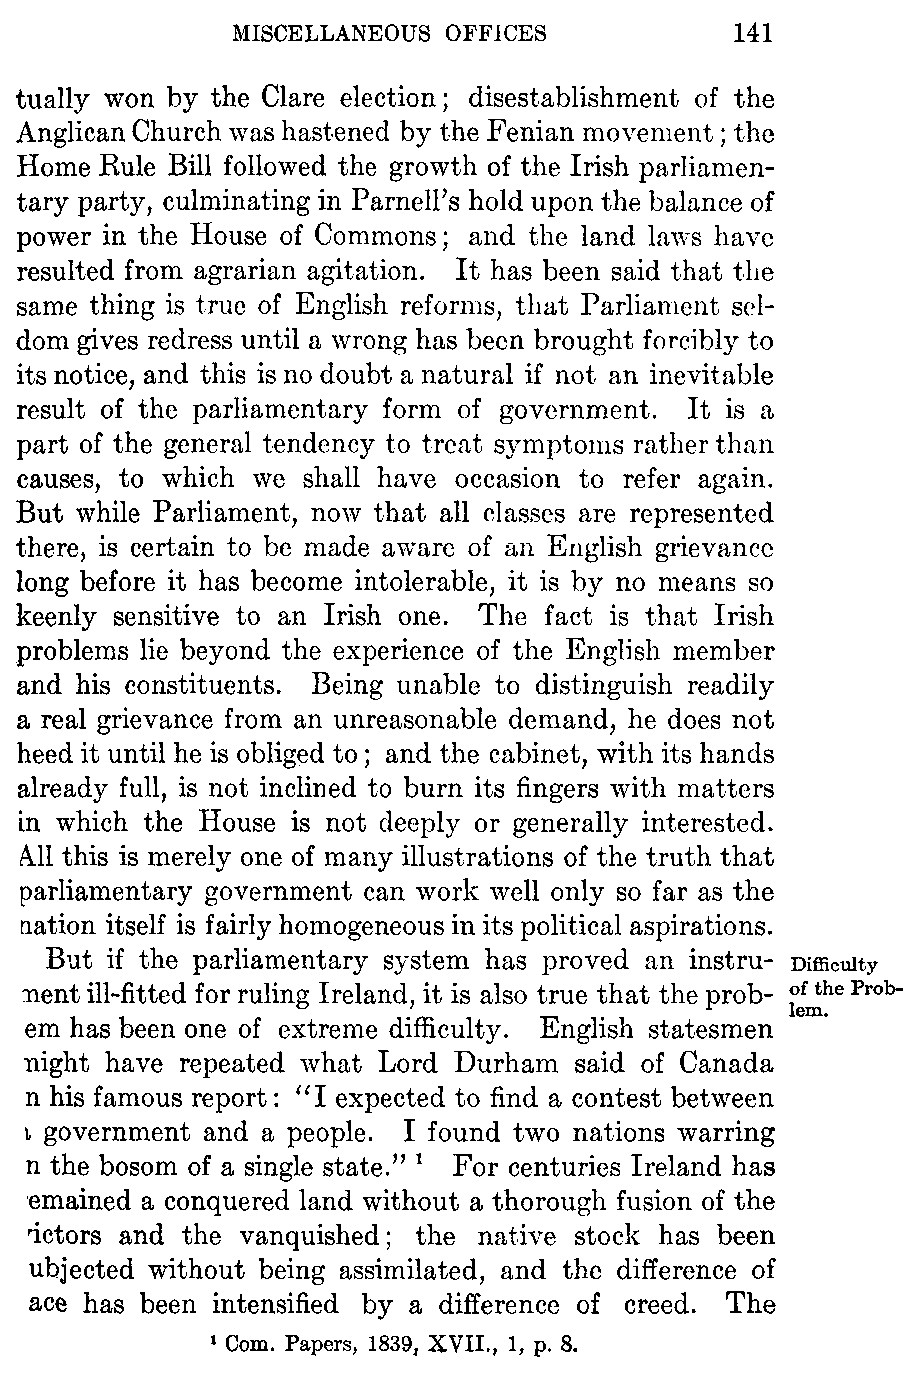 MISCELLANEOUS OFFICES 141
tually won by the Clare election; disestablishment of the
Anglican Church was hastened by the Fenian movement; the
Home Rule Bill followed the growth of the Irish parliamen-
tary party, culminating in Parnell's hold upon the balance of
power in the House of Commons; and the land laws have
resulted from agrarian agitation. It has been said that the
same thing is true of English reforms, that Parliament sel-
dom gives redress until a wrong has been brought forcibly to
its notice, and this is no doubt a natural if not an inevitable
result of the parliamentary form of government. It is a
part of the general tendency to treat symptoms rather than
causes, to which we shall have occasion to refer again.
But while Parliament, now that all classes are represented
there, is certain to be made aware of an English grievance
long before it has become intolerable, it is by no means so
keenly sensitive to an Irish one. The fact is that Irish
problems lie beyond the experience of the English member
and his constituents. Being unable to distinguish readily
a real grievance from an unreasonable demand, he does not
heed it until he is obliged to; and the cabinet, with its hands
already full, is not inclined to burn its fingers with matters
in which the House is not deeply or generally interested.
All this is merely one of many illustrations of the truth that
parliamentary government can work well only so far as the
nation itself is fairly homogeneous in its political aspirations.
But if the parliamentary system has proved an instru-
ment ill-fitted for ruling Ireland, it is also true that the prob-
em has been one of extreme difficulty. English statesmen
night have repeated what Lord Durham said of Canada
n his famous report: "I expected to find a contest between
government and a people. I found two nations warring
n the bosom of a single state." 1 For centuries Ireland has
emained a conquered land without a thorough fusion of the
ictors and the vanquished; the native stock has been
ubjected without being assimilated, and the difference of
ace has been intensified by a difference of creed. The
Difficulty
of the Prob-
lem.
1 Com. Papers, 1839, XVII., 1, p. 8.